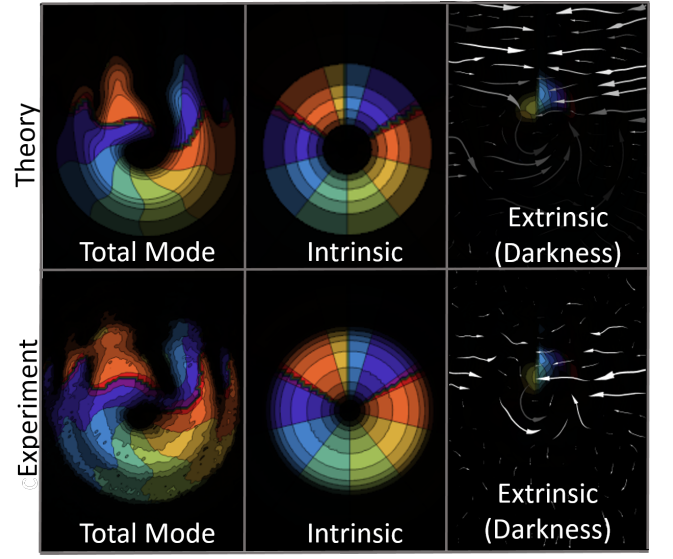 Theory
Total Mode
Intrinsic
Extrinsic
(Darkness)
©Experiment
Total Mode
Intrinsic
Extrinsic
(Darkness)